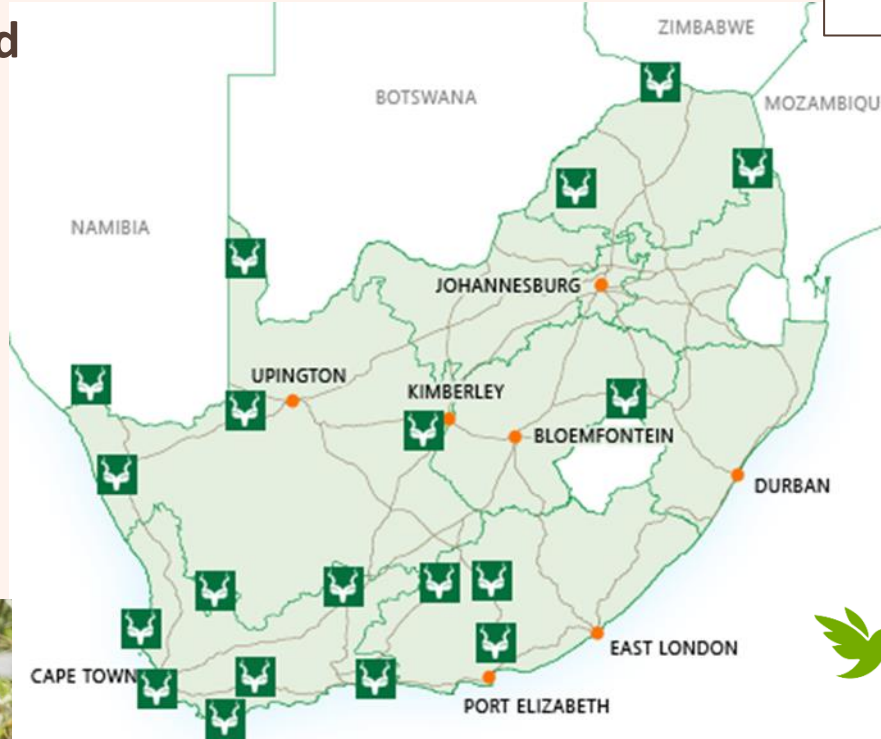 d
ZIMBABWE
BOTSWANA
MOZAMBIQU
NAMIBIA
JOHANNESBURG
UPINGTON
KIMBERLEY
BLOEMFONTEIN
DURBAN
EAST LONDON
CAPE TOWN
PORT ELIZABETH